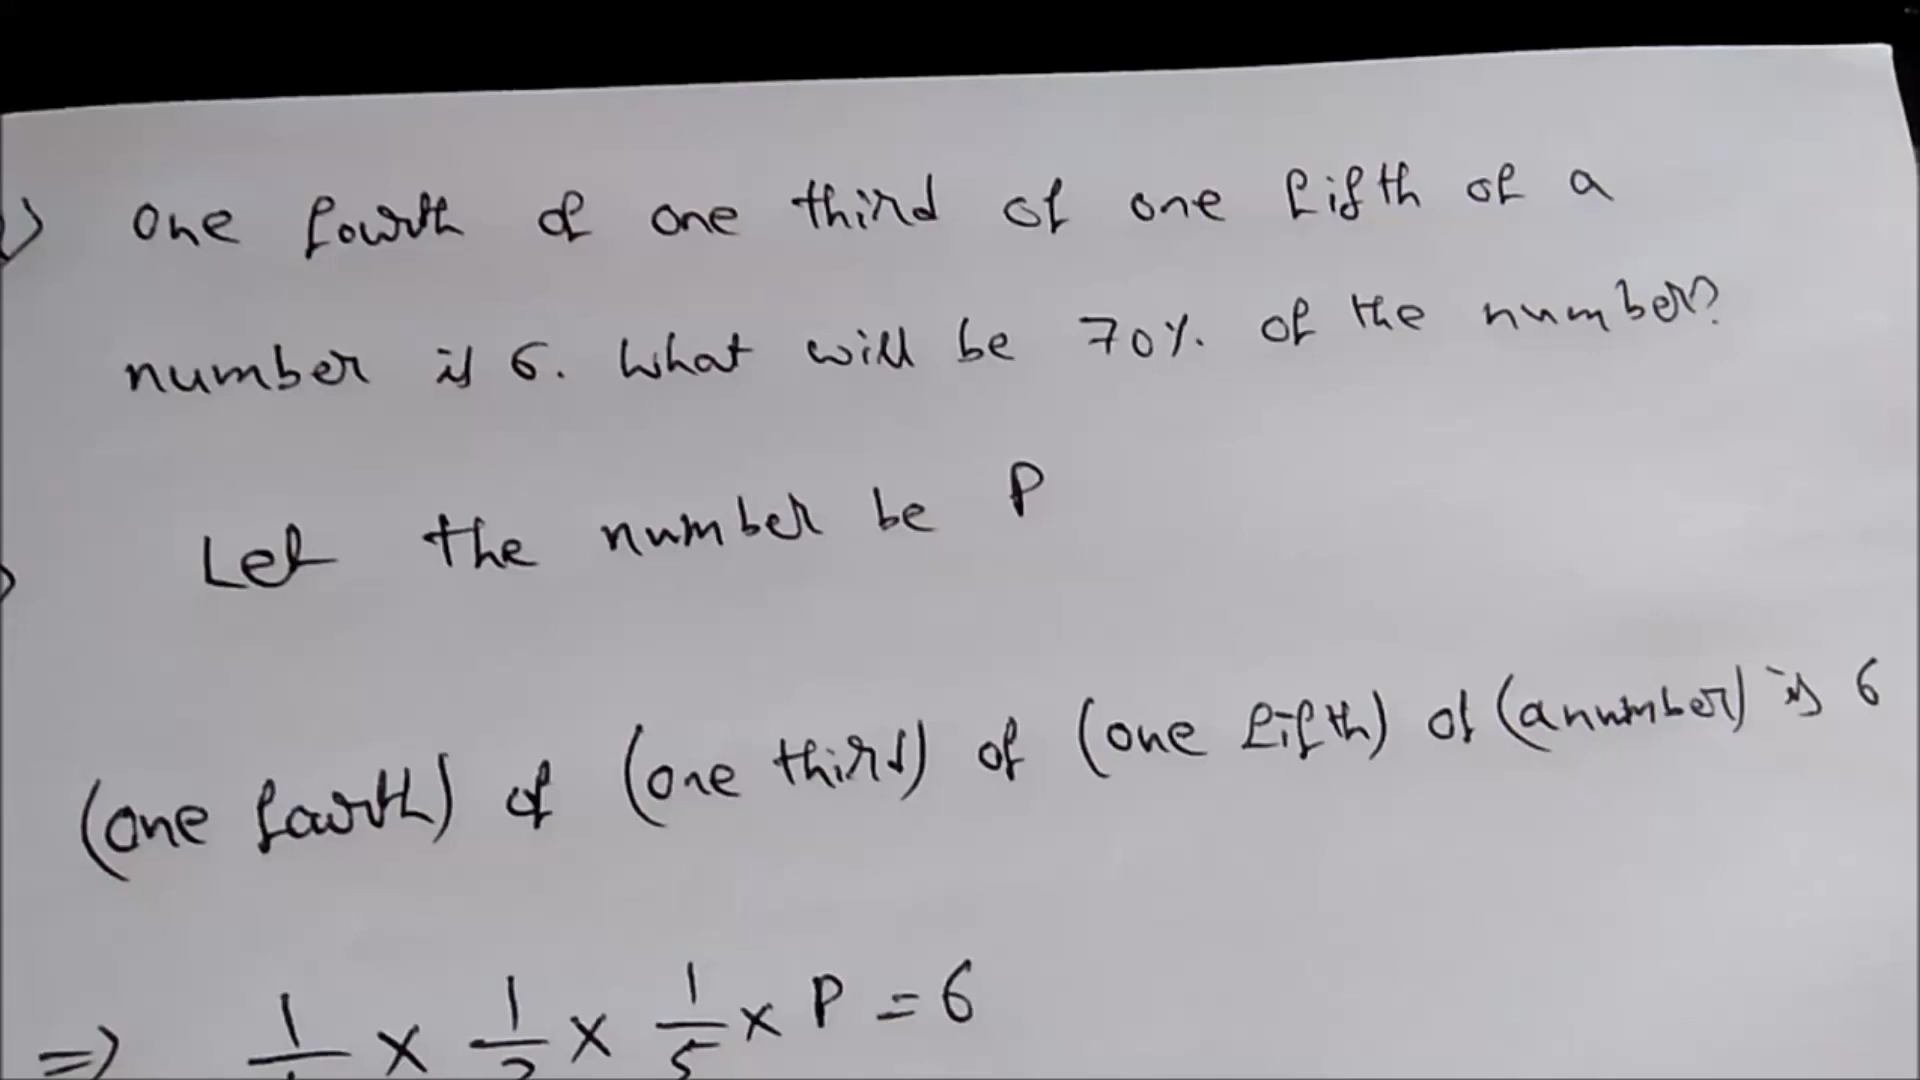 One fourth of one third of one fifth of a
number is 6. What will be 70% of the number?
Let the number be P
(one fourth) of (one third) of (one fifth) of (a number) is 6
=> 1/ × 1/ × 1/5 × P = 6